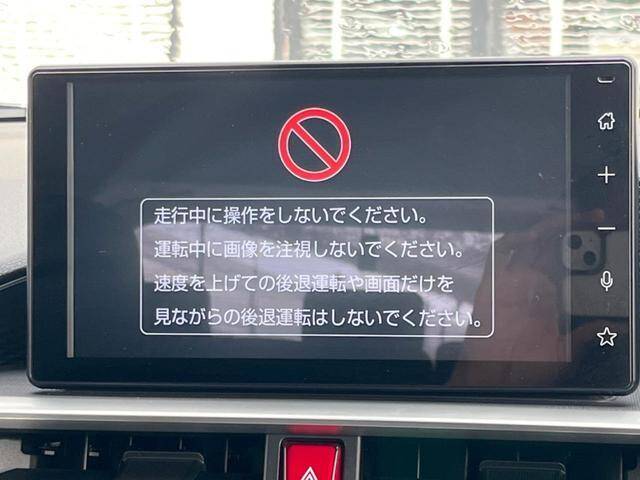 走行中に操作をしないでください。
運転中に画像を注視しないでください。
速度を上げての後退運転や画面だけを
見ながらの後退運転はしないでください。